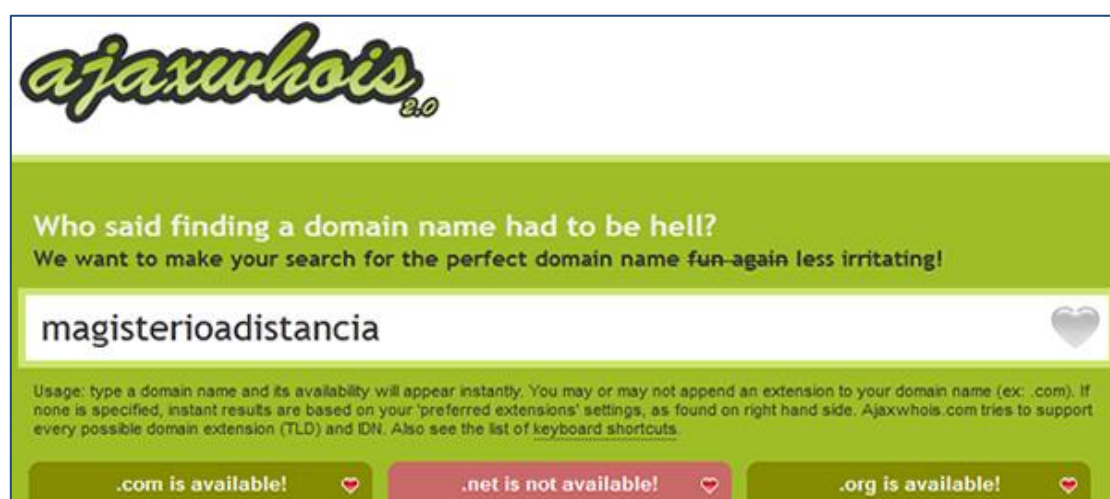 ajaxwhois
2.0
Who said finding a domain name had to be hell?
We want to make your search for the perfect domain name fun again less irritating!
magisterioadistancia
Usage: type a domain name and its availability will appear instantly. You may or may not append an extension to your domain name (ex: .com). If
none is specified, instant results are based on your 'preferred extensions' settings, as found on right hand side. Ajaxwhois.com tries to support
every possible domain extension (TLD) and IDN. Also see the list of keyboard shortcuts.
.com is available! .net is not available! .org is available!